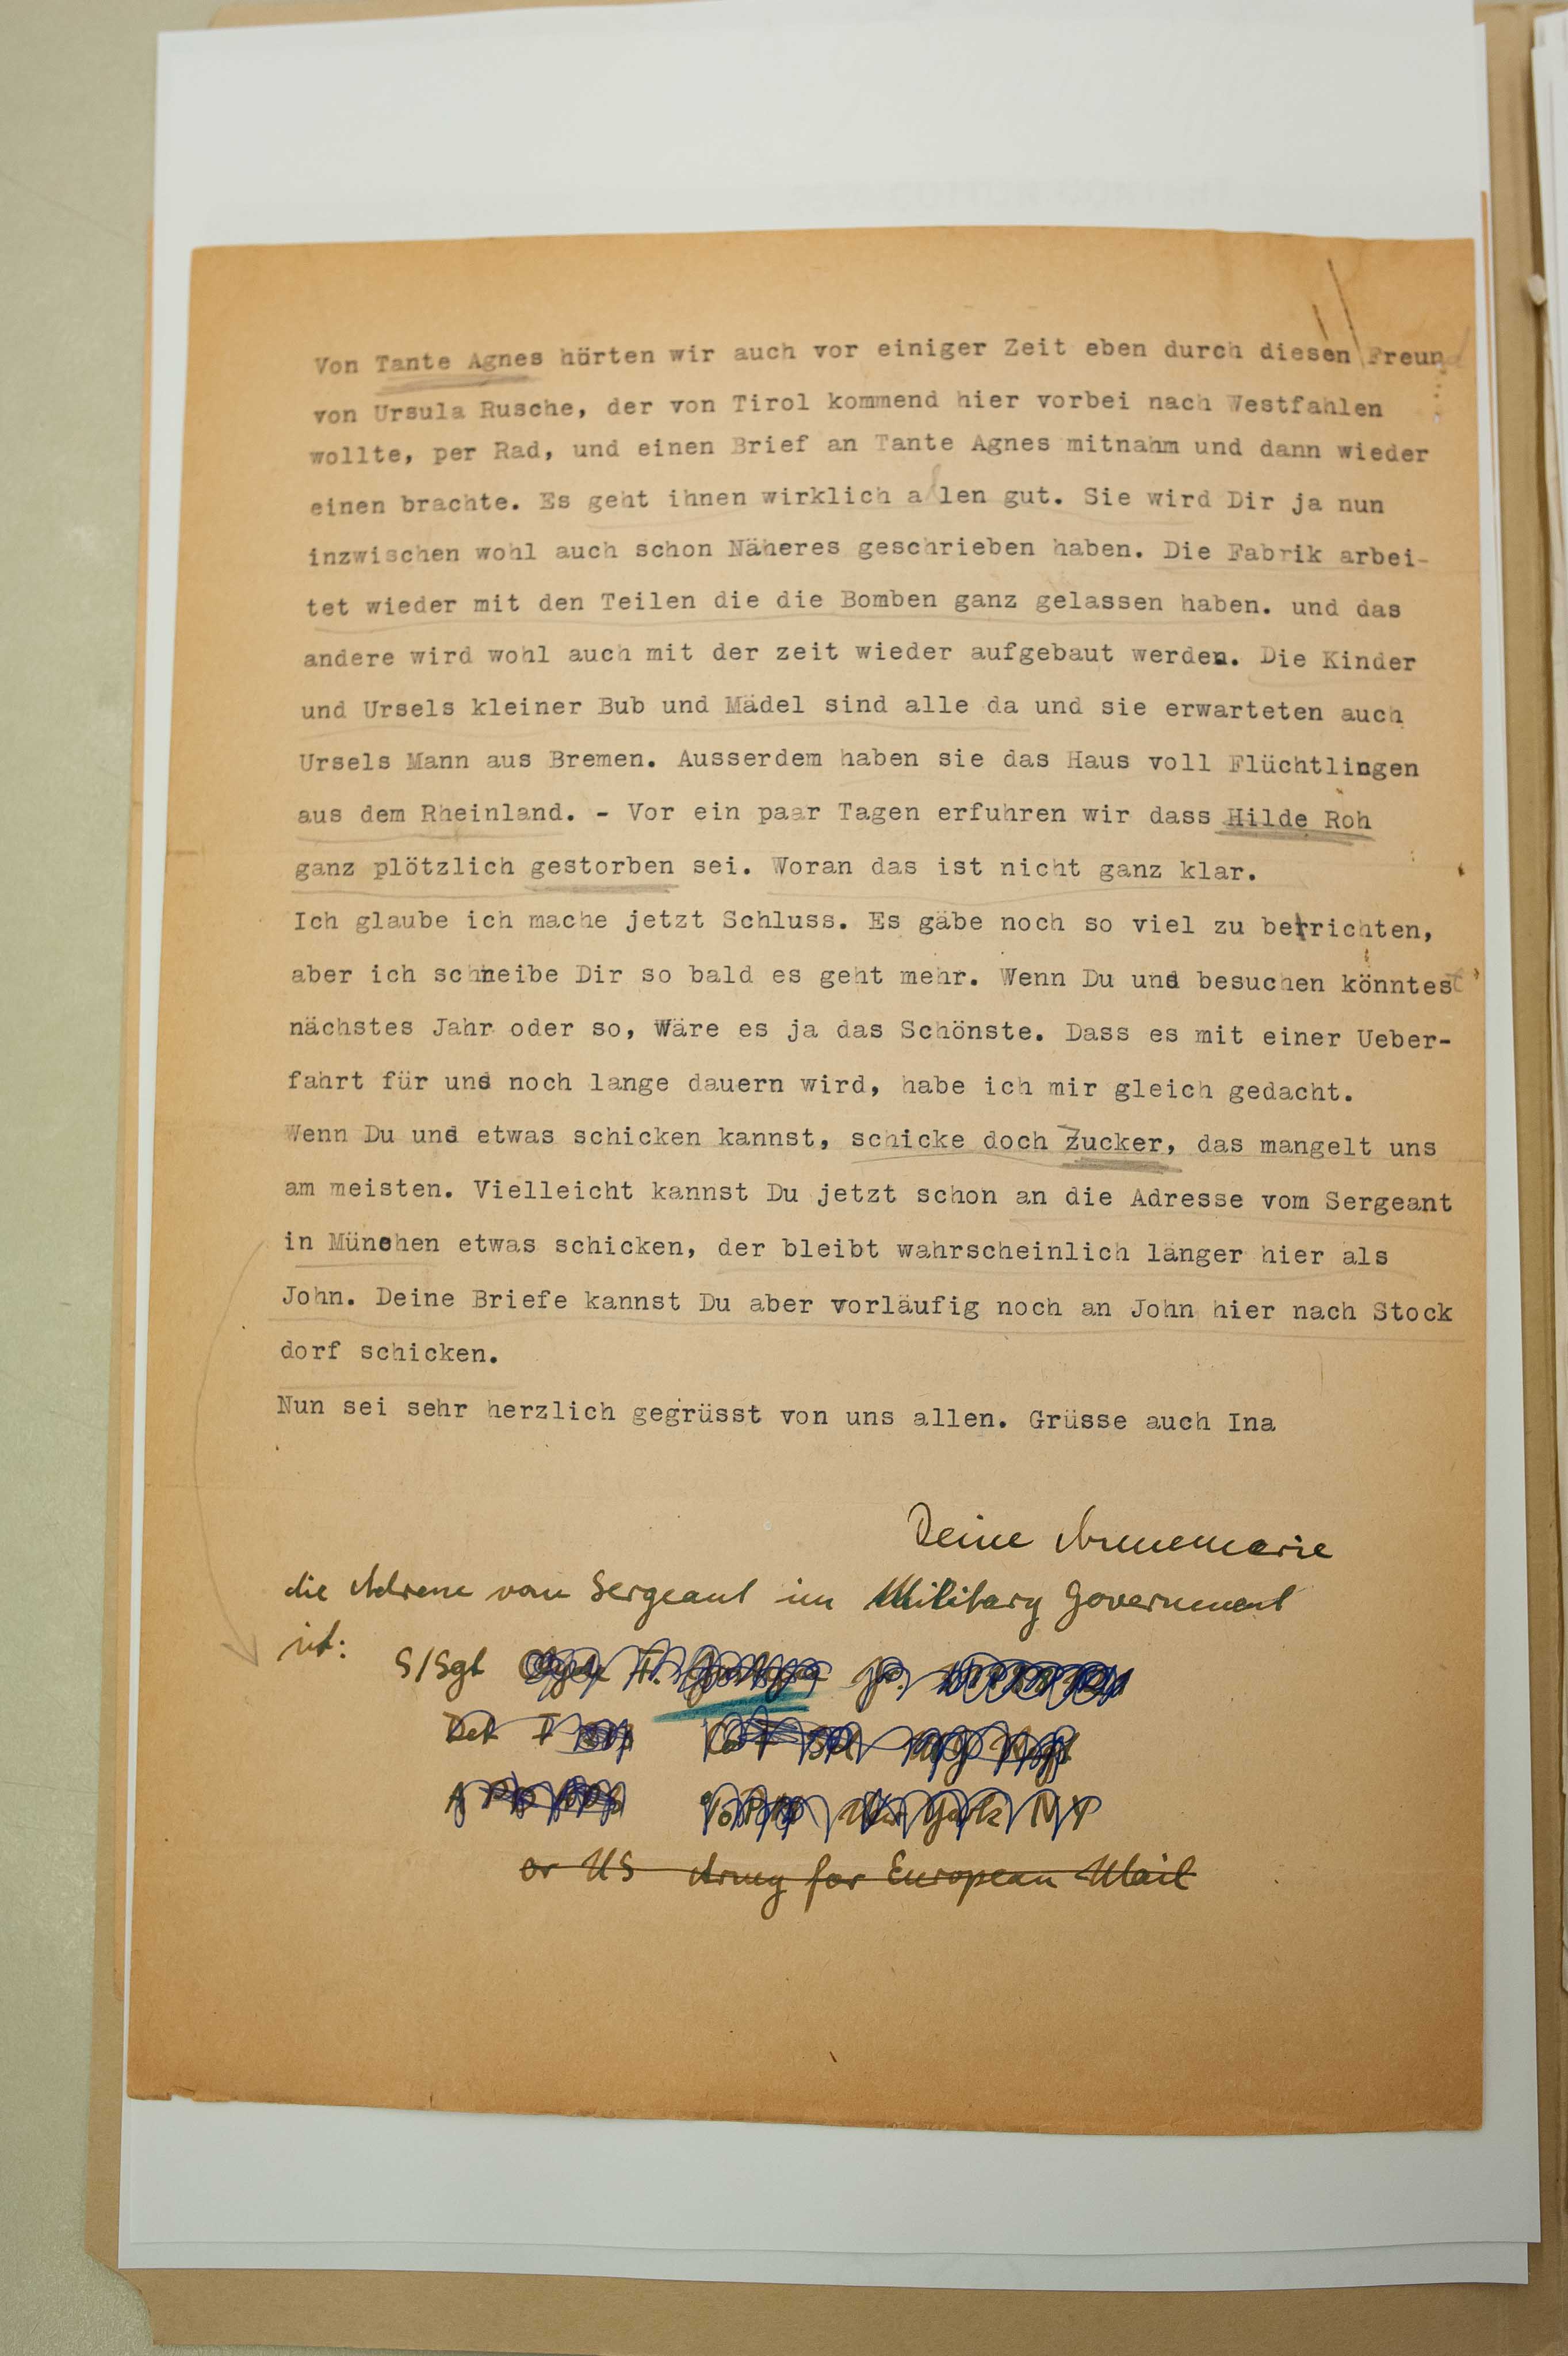 Von Tante Agnes hörten wir auch vor einiger Zeit eben durch diesen Freund
von Ursula Rusche, der von Tirol kommend hier vorbei nach Westfahlen
wollte, per Rad, und einen Brief an Tante Agnes mitnahm und dann wieder
einen brachte. Es geht ihnen wirklich allen gut. Sie wird Dir ja nun
inzwischen wohl auch schon Näheres geschrieben haben. Die Fabrik arbei-
tet wieder mit den Teilen die die Bomben ganz gelassen haben. und das
andere wird wohl auch mit der zeit wieder aufgebaut werden. Die Kinder
und Ursels kleiner Bub und Mädel sind alle da und sie erwarteten auch
Ursels Mann aus Bremen. Ausserdem haben sie das Haus voll Flüchtlingen
aus dem Rheinland. - Vor ein paar Tagen erfuhren wir dass Hilde Roh
ganz plötzlich gestorben sei. Woran das ist nicht ganz klar.
Ich glaube ich mache jetzt Schluss. Es gäbe noch so viel zu berrichten,
aber ich schreibe Dir so bald es geht mehr. Wenn Du uns besuchen könntest
nächstes Jahr oder so, Wäre es ja das Schönste. Dass es mit einer Ueber-
fahrt für uns noch lange dauern wird, habe ich mir gleich gedacht.
Wenn Du uns etwas schicken kannst, schicke doch Zucker, das mangelt uns
am meisten. Vielleicht kannst Du jetzt schon an die Adresse vom Sergeant
in München etwas schicken, der bleibt wahrscheinlich länger hier als
John. Deine Briefe kannst Du aber vorläufig noch an John hier nach Stock
dorf schicken.
Nun sei sehr herzlich gegrüsst von uns allen. Grüsse auch Ina
Deine Annemarie
die Adresse vom Sergeant im Military Government
ist:
S/Sgt Jr.
Det
New York NY
or US Army for European Mail